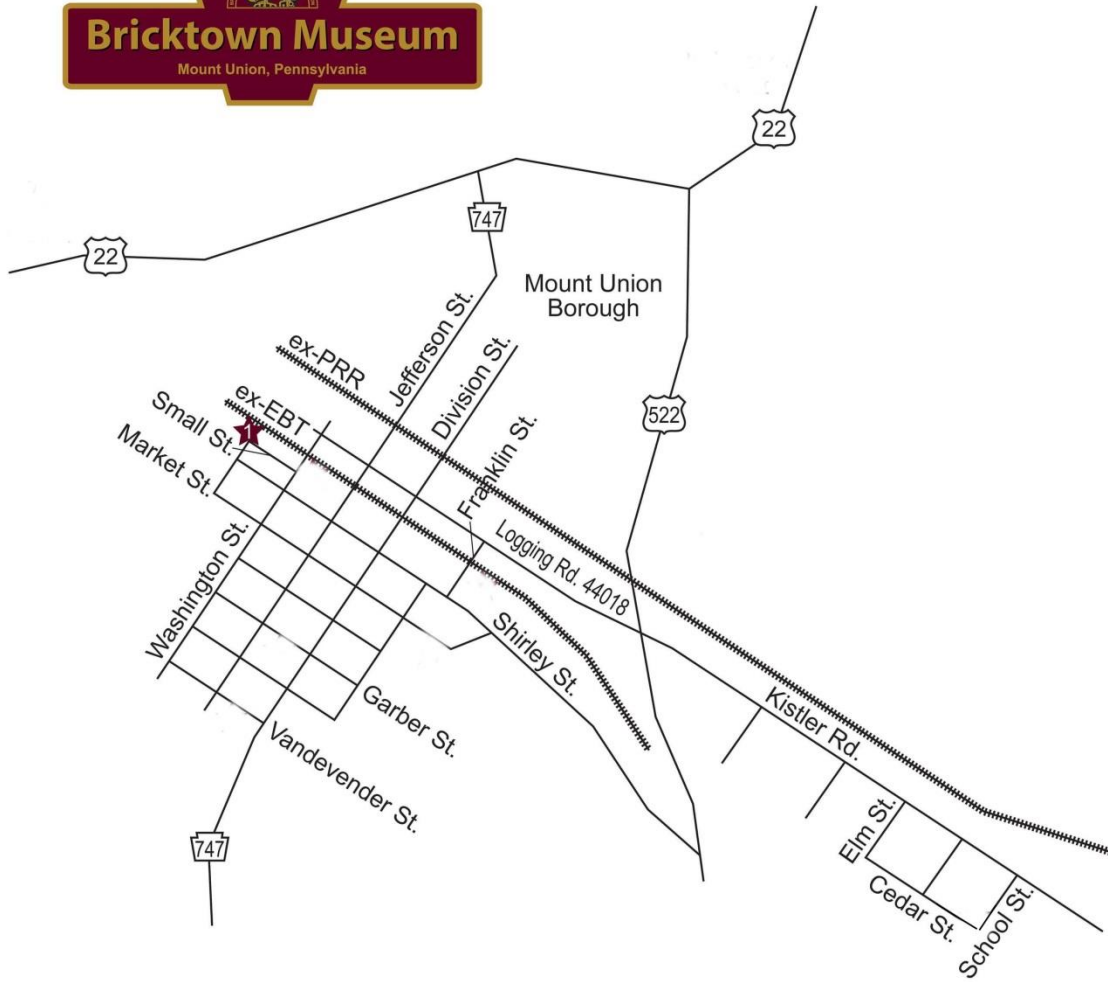 Bricktown Museum
Mount Union, Pennsylvania
22
22
747
Mount Union
Borough
Jefferson St.
ex-PRR
Division St.
522
ex-EBT
Small St.
1
Franklin St.
Market St.
Logging Rd. 44018
Washington St.
Shirley St.
Garber St.
Kistler Rd.
Vandevender St.
Elm St.
747
Cedar St.
School St.